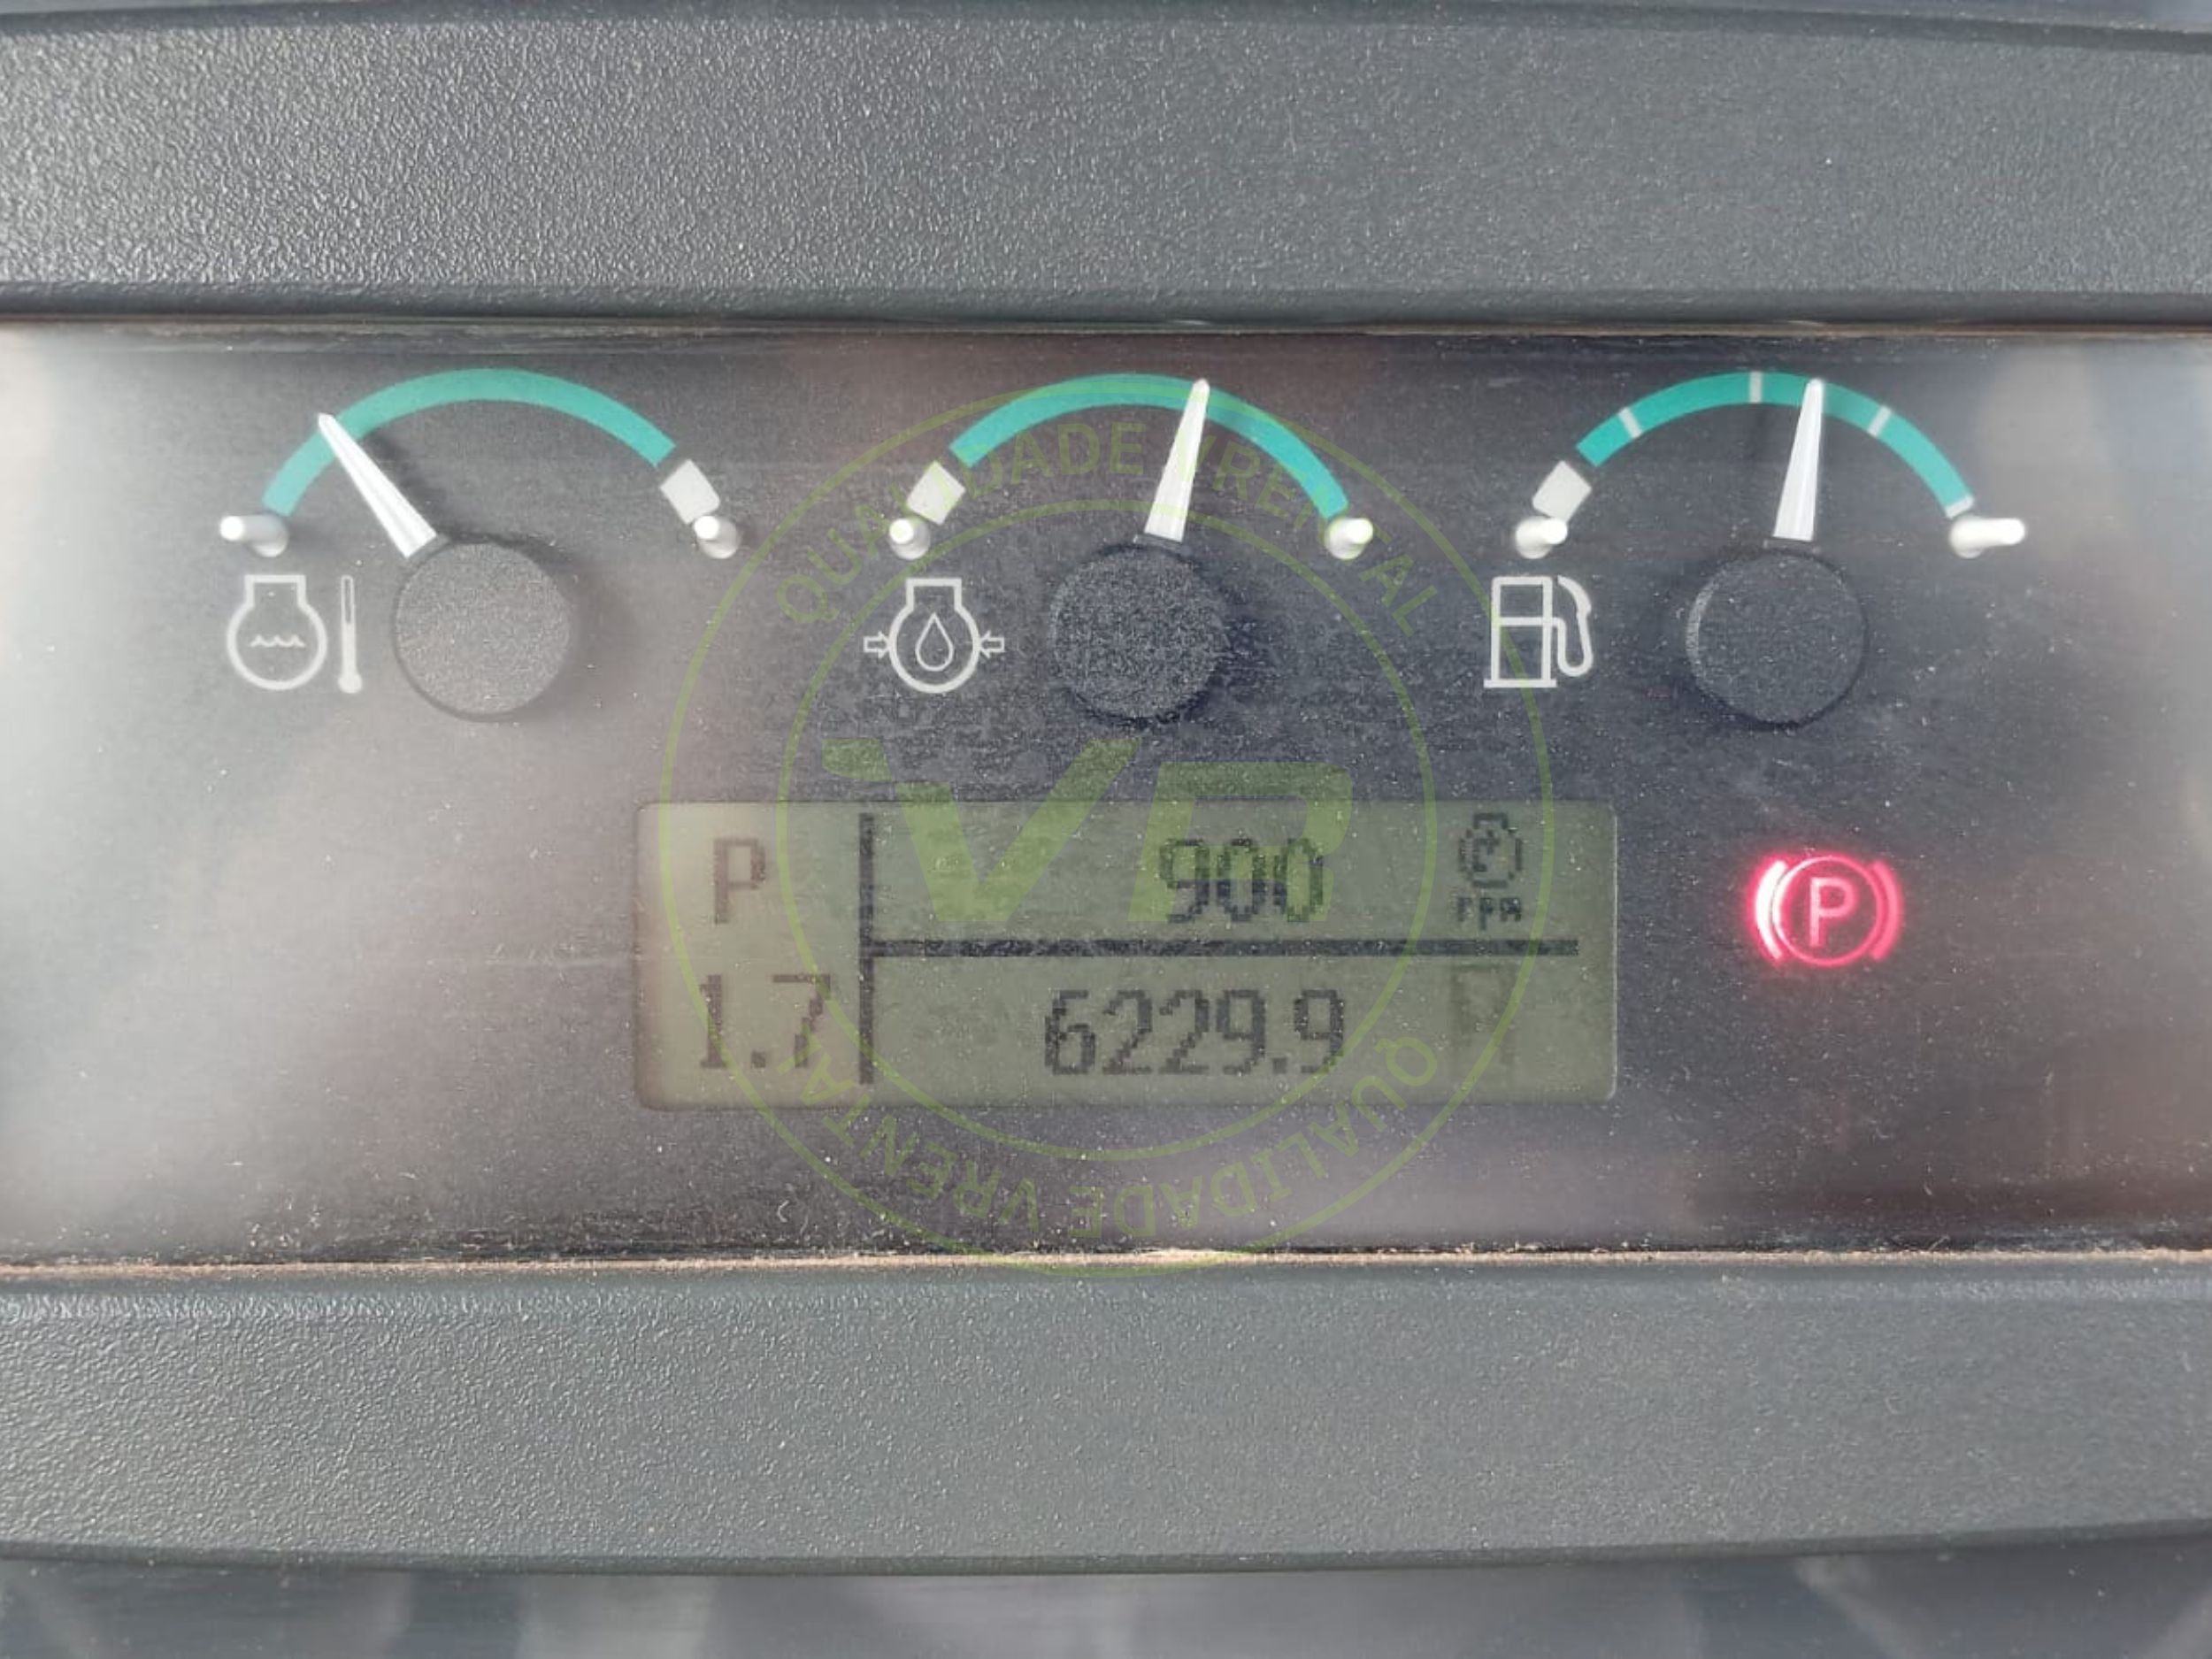 QUALIDADE VRENTAL
VR
P 900 rpm
P
1.7 6229.9
QUALIDADE VRENTAL